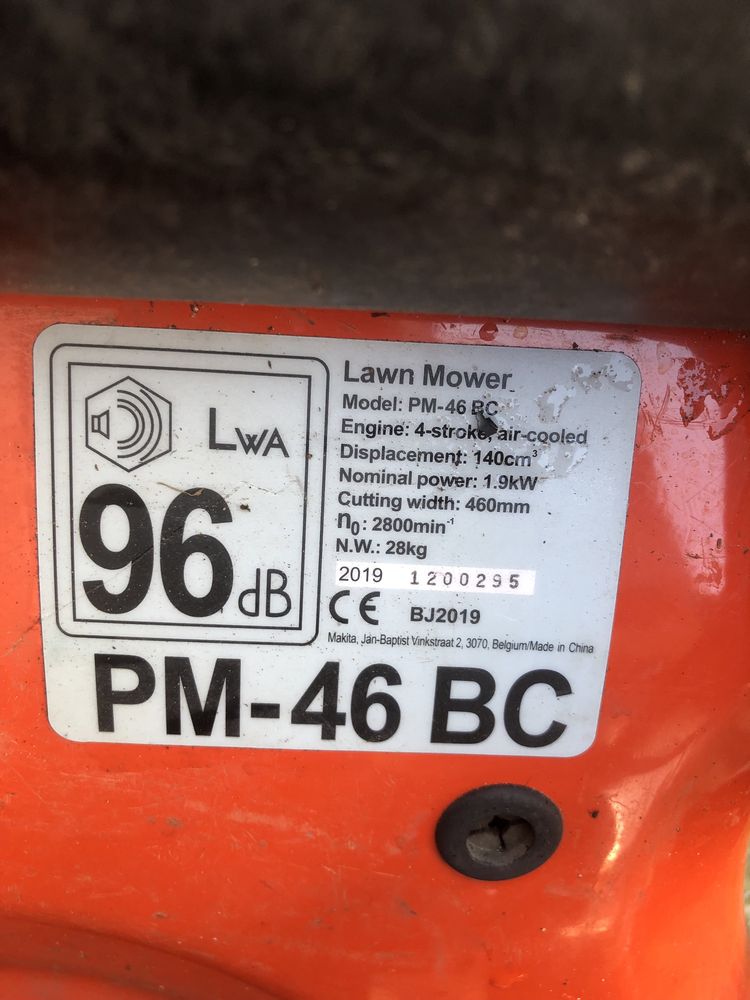 LWA
96 dB
Lawn Mower
Model: PM-46 BC
Engine: 4-stroke, air-cooled
Displacement: 140cm³
Nominal power: 1.9kW
Cutting width: 460mm
n₀: 2800min⁻¹
N.W.: 28kg
2019 1200295
CE BJ2019
Makita, Jan-Baptist Vinkstraat 2, 3070, Belgium/Made in China
PM-46 BC